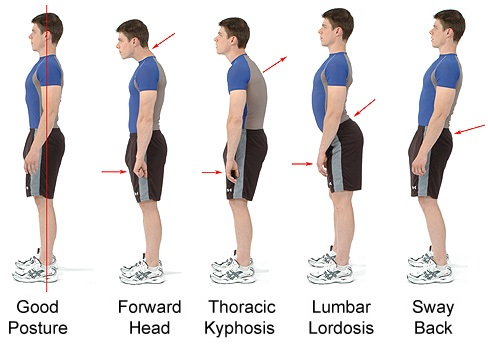 Good
Posture
Forward
Head
Thoracic
Kyphosis
Lumbar
Lordosis
Sway
Back